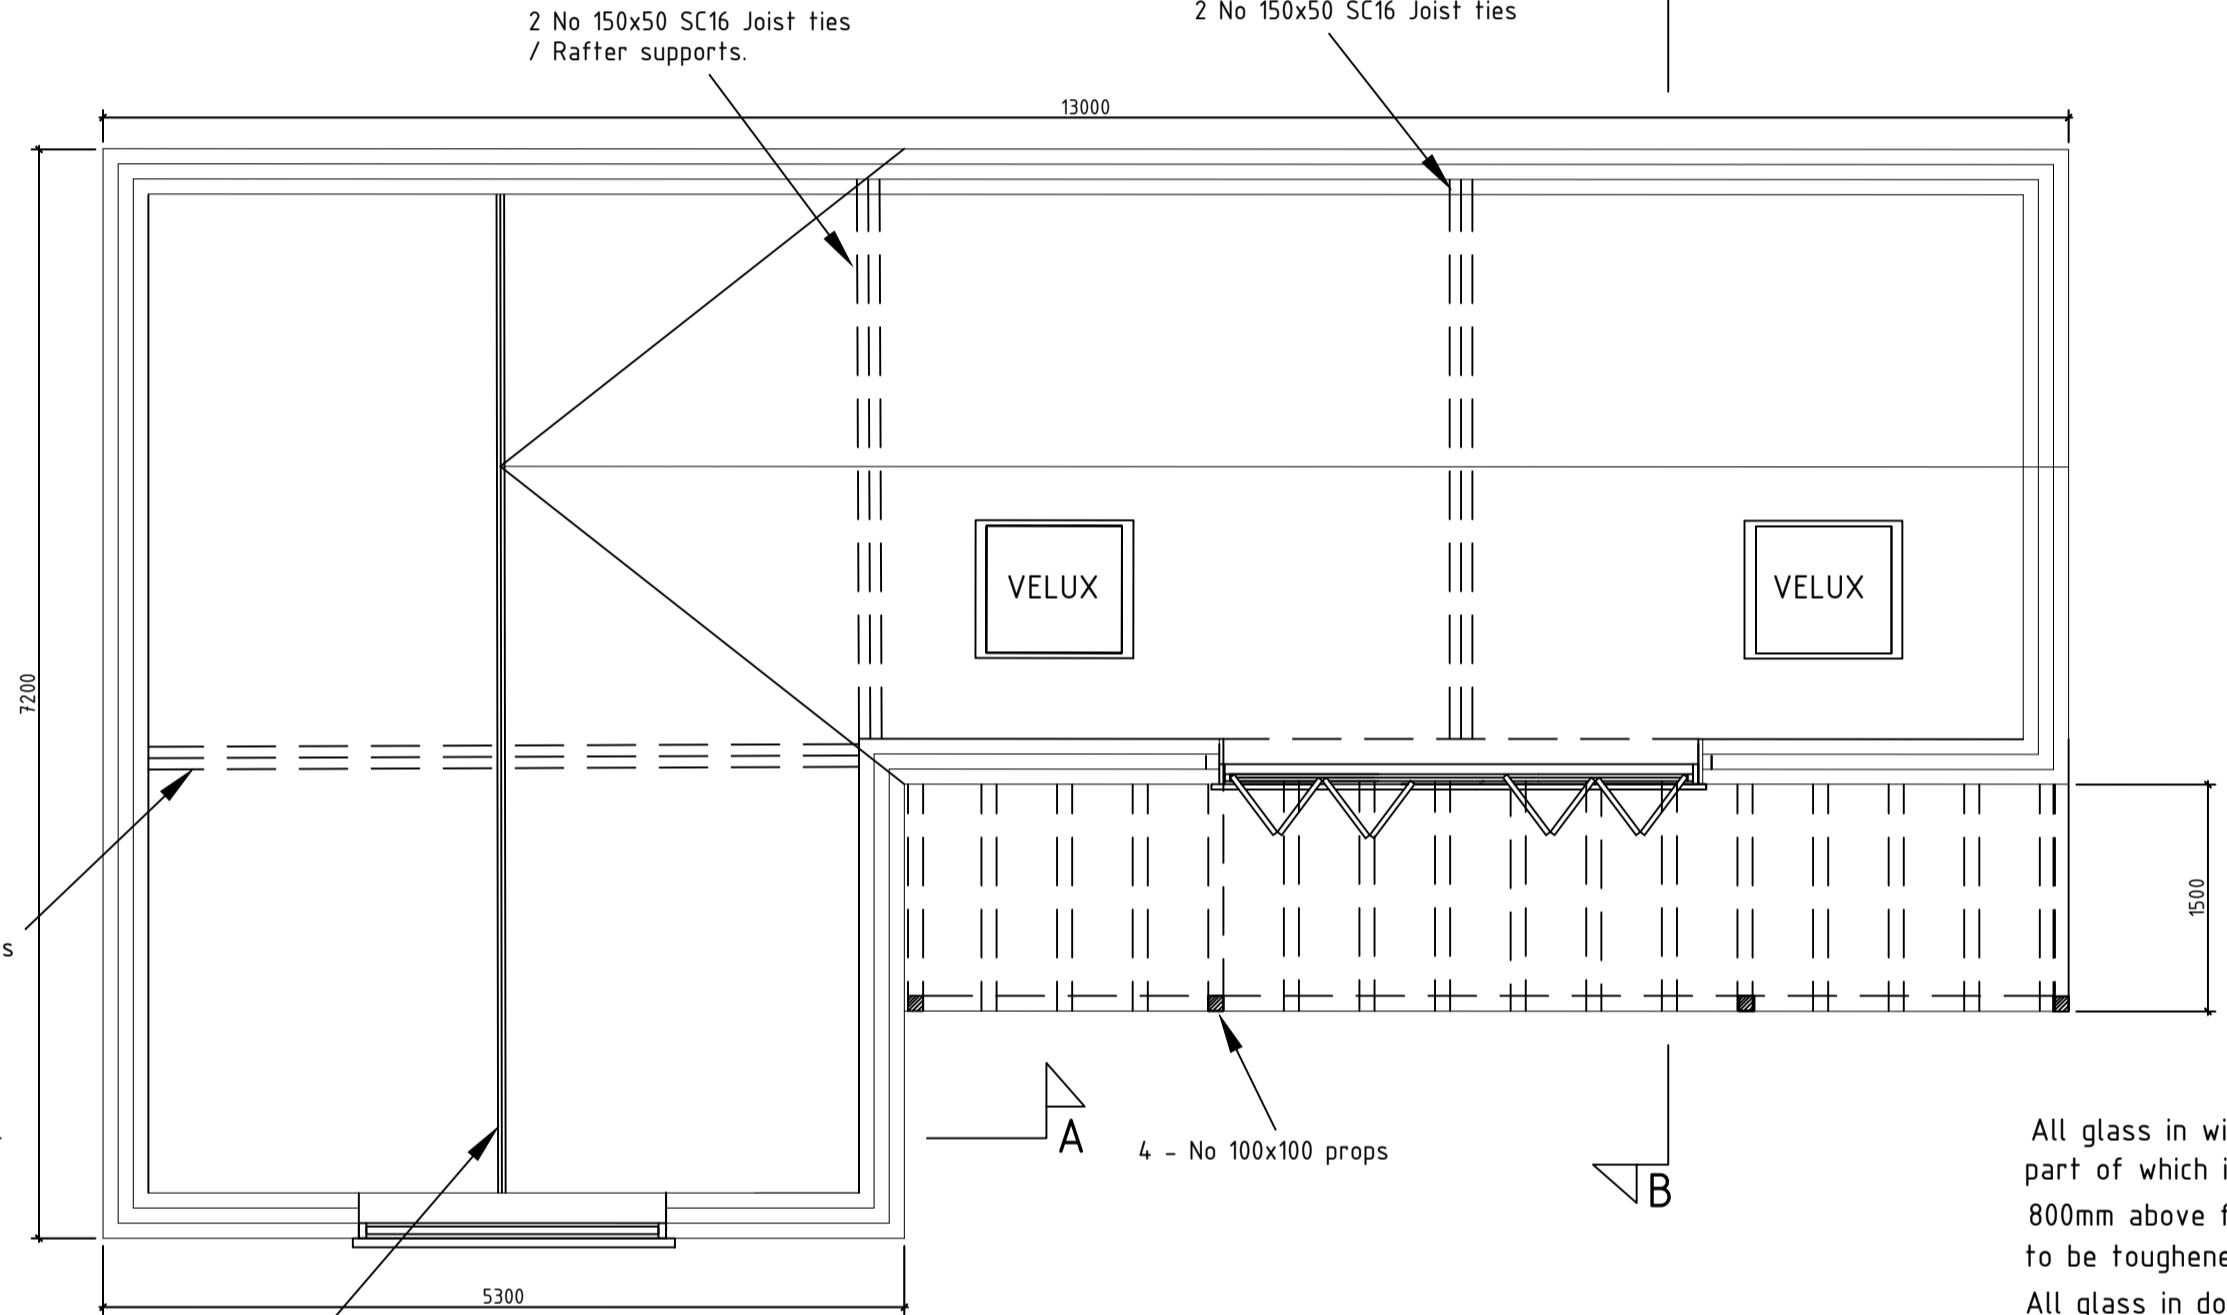 2 No 150x50 SC16 Joist ties
/ Rafter supports.
2 No 150x50 SC16 Joist ties
13000
7200
VELUX
VELUX
1500
s
A
4 - No 100x100 props
B
5300
All glass in wi
part of which i
800mm above f
to be toughene
All glass in do